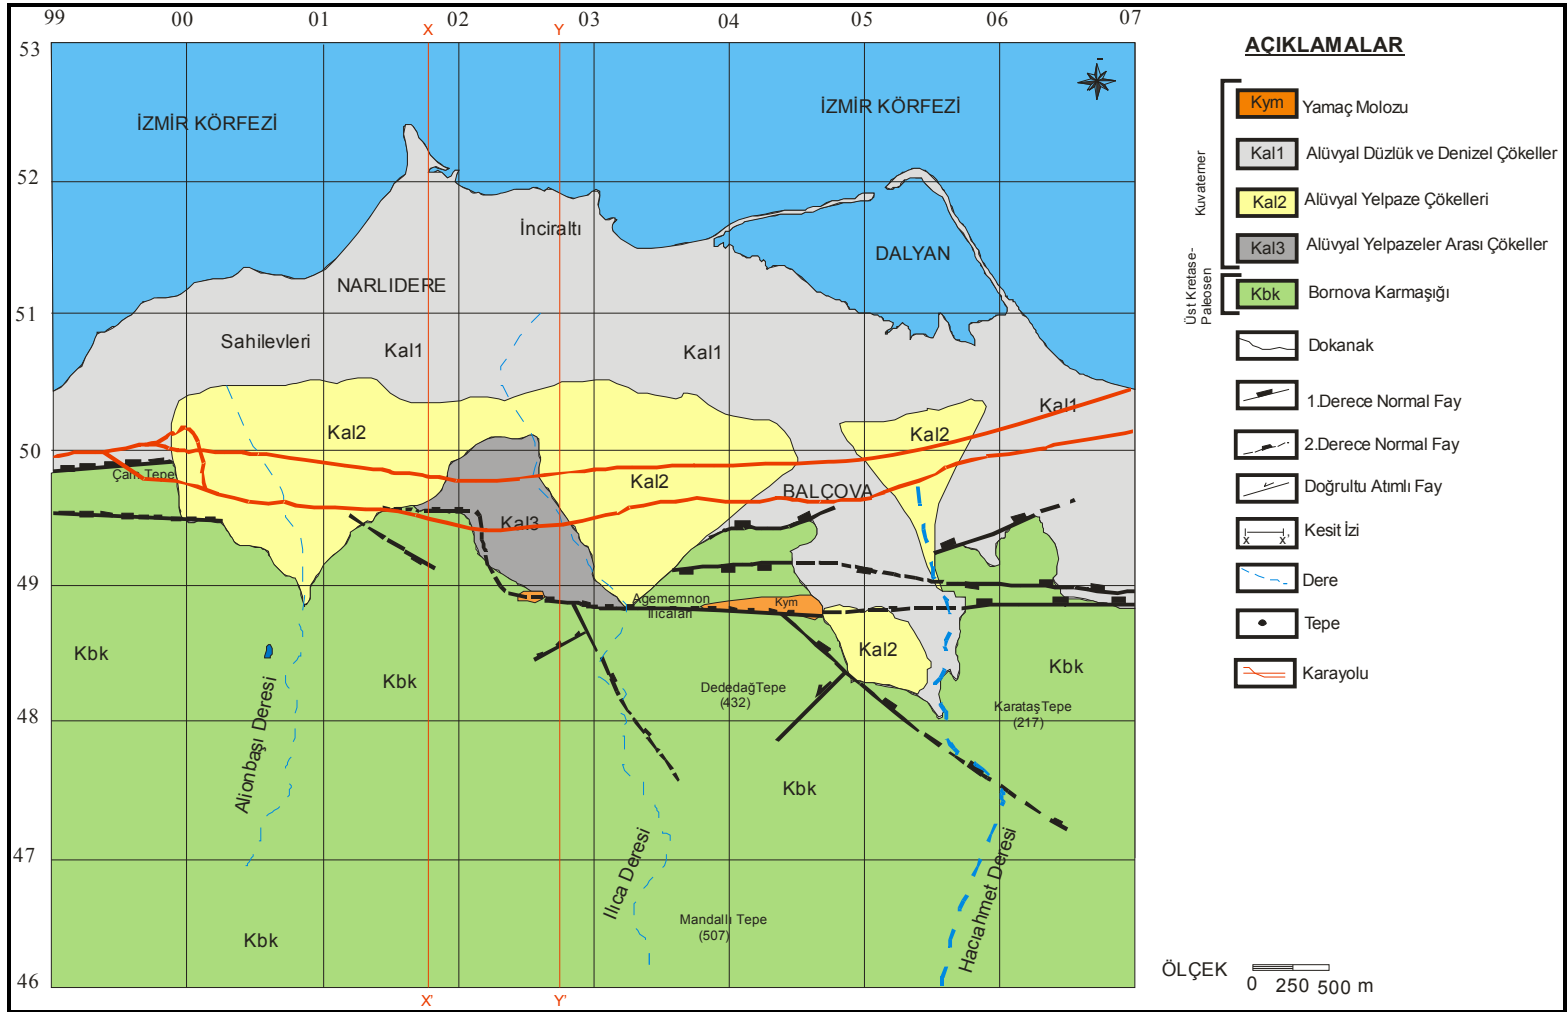 99 00 01 X 02 Y 03 04 05 06 07
53
52
51
50
49
48
47
46
İZMİR KÖRFEZİ
İZMİR KÖRFEZİ
İnciraltı
DALYAN
NARLIDERE
Sahilevleri
Kal1
Kal1
Kal1
Kal2
Kal2
Kal2
Çam Tepe
BALÇOVA
Kal3
Agememnon
Ilıcaları
Kym
Kal2
Kbk
Kbk
Kbk
DededağTepe
(432)
KarataşTepe
(217)
Alionbaşı Deresi
Kbk
Ilıca Deresi
Hacıahmet Deresi
Mandallı Tepe
(507)
Kbk
X' Y'
AÇIKLAMALAR
Kuvaterner
Kym Yamaç Molozu
Kal1 Alüvyal Düzlük ve Denizel Çökeller
Kal2 Alüvyal Yelpaze Çökelleri
Kal3 Alüvyal Yelpazeler Arası Çökeller
Üst Kretase-
Paleosen
Kbk Bornova Karmaşığı
Dokanak
1.Derece Normal Fay
2.Derece Normal Fay
Doğrultu Atımlı Fay
x x' Kesit İzi
Dere
Tepe
Karayolu
ÖLÇEK
0 250 500 m